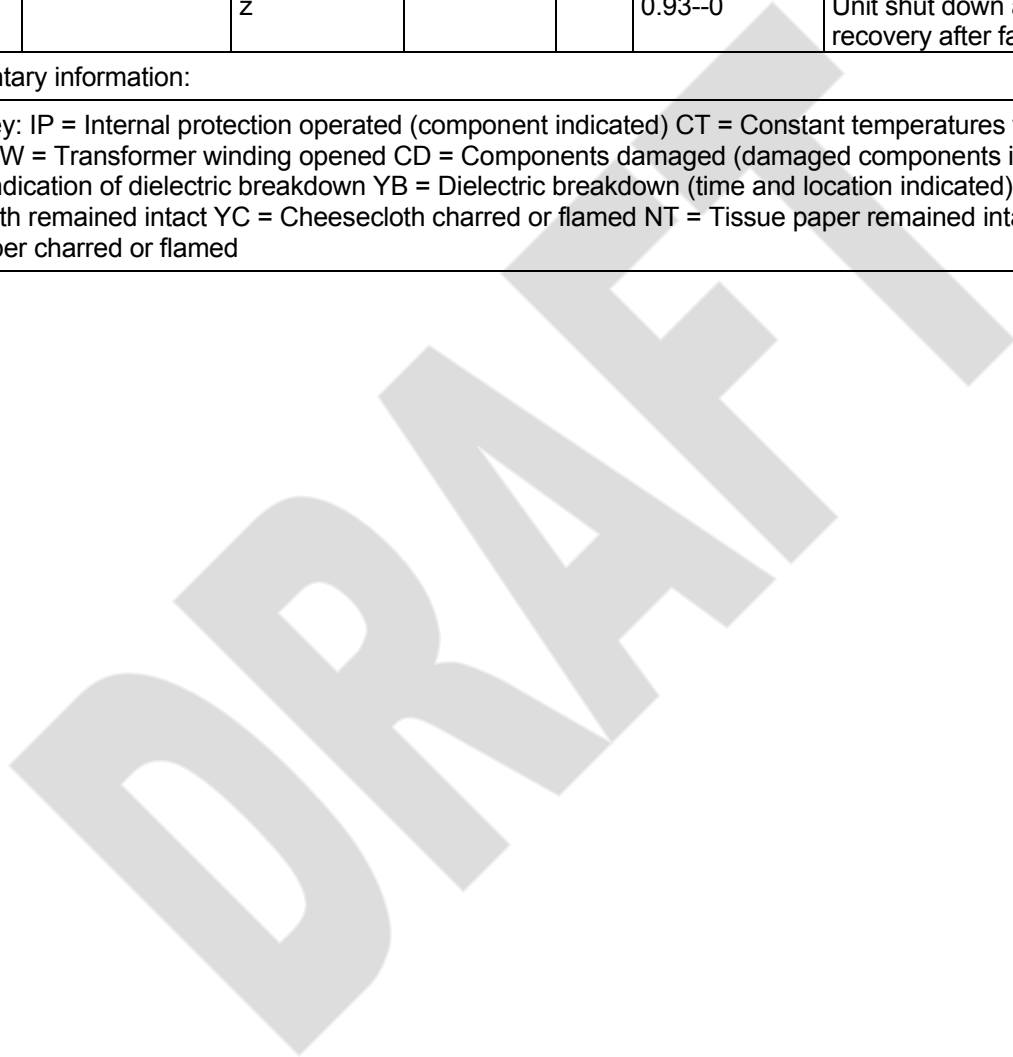 z 0.93--0 Unit shut down
recovery after
ntary information:
y: IP = Internal protection operated (component indicated) CT = Constant temperatures
W = Transformer winding opened CD = Components damaged (damaged components
ndication of dielectric breakdown YB = Dielectric breakdown (time and location indicated)
th remained intact YC = Cheesecloth charred or flamed NT = Tissue paper remained
per charred or flamed
DRAFT